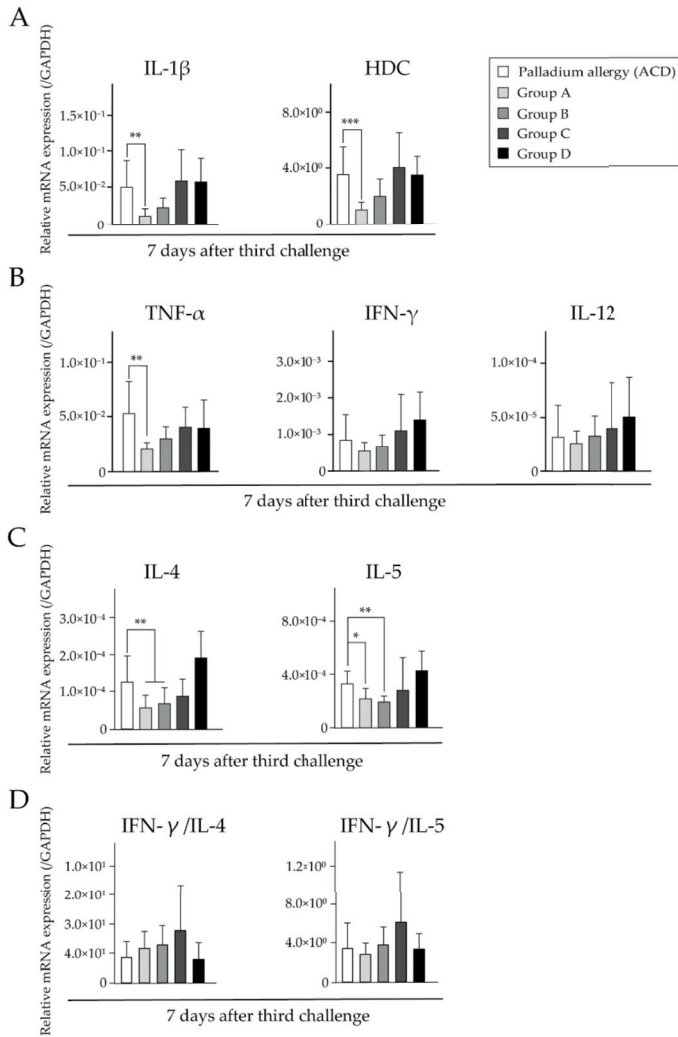 A
IL-1β
HDC
Palladium allergy (ACD)
Group A
Group B
Group C
Group D
Relative mRNA expression (/GAPDH)
1.5×10⁻¹
1.0×10⁻¹
5.0×10⁻²
0
**
8.0×10⁰
4.0×10⁰
0
***
7 days after third challenge
B
TNF-α
IFN-γ
IL-12
Relative mRNA expression (/GAPDH)
1.0×10⁻¹
5.0×10⁻²
0
**
3.0×10⁻³
2.0×10⁻³
1.0×10⁻³
0
1.0×10⁻⁴
5.0×10⁻⁵
0
7 days after third challenge
C
IL-4
IL-5
Relative mRNA expression (/GAPDH)
3.0×10⁻⁴
2.0×10⁻⁴
1.0×10⁻⁴
0
**
8.0×10⁻⁴
4.0×10⁻⁴
0
**
*
7 days after third challenge
D
IFN-γ/IL-4
IFN-γ/IL-5
Relative mRNA expression (/GAPDH)
1.0×10¹
2.0×10¹
3.0×10¹
4.0×10¹
0
1.2×10⁰
8.0×10⁰
4.0×10⁰
0
7 days after third challenge